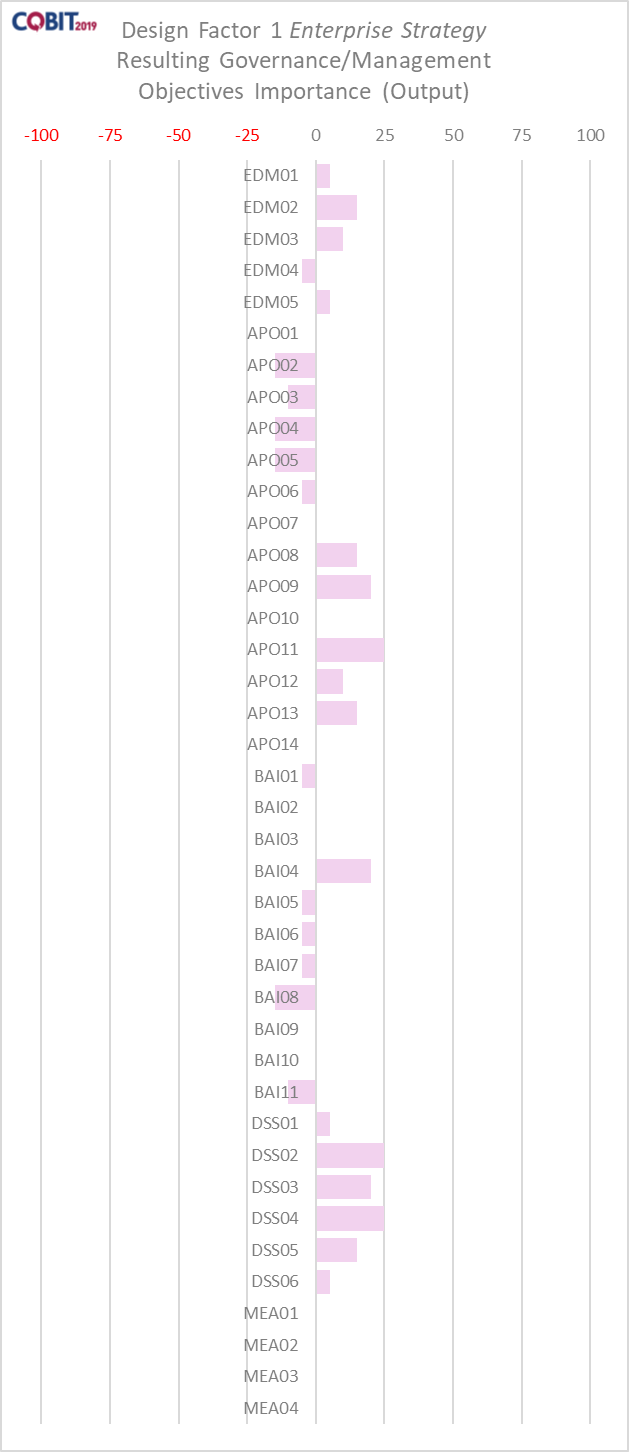 COBIT 2019
Design Factor 1 Enterprise Strategy
Resulting Governance/Management
Objectives Importance (Output)
-100 -75 -50 -25 0 25 50 75 100
EDM01
EDM02
EDM03
EDM04
EDM05
APO01
APO02
APO03
APO04
APO05
APO06
APO07
APO08
APO09
APO10
APO11
APO12
APO13
APO14
BAI01
BAI02
BAI03
BAI04
BAI05
BAI06
BAI07
BAI08
BAI09
BAI10
BAI11
DSS01
DSS02
DSS03
DSS04
DSS05
DSS06
MEA01
MEA02
MEA03
MEA04